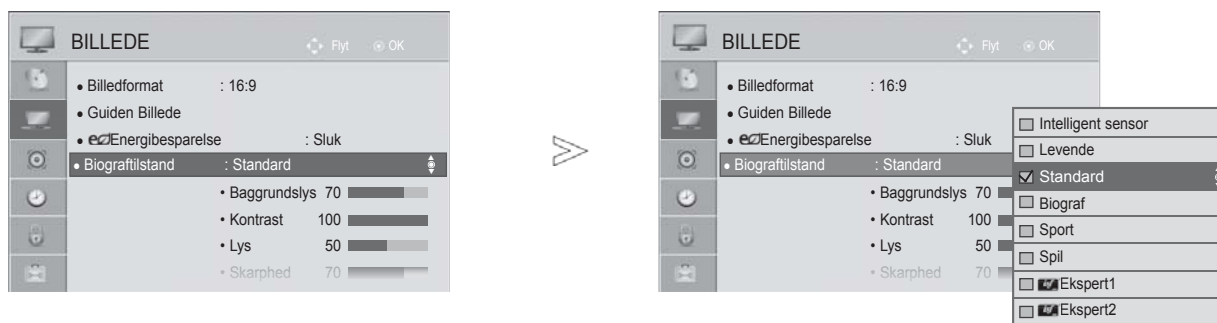 BILLEDE Flyt OK
• Billedformat : 16:9
• Guiden Billede
• eco Energibesparelse : Sluk
• Biograftilstand : Standard
• Baggrundslys 70
• Kontrast 100
• Lys 50
• Skarphed 70
BILLEDE Flyt OK
• Billedformat : 16:9
• Guiden Billede
• eco Energibesparelse : Sluk
• Biograftilstand : Standard
• Baggrundslys 70
• Kontrast 100
• Lys 50
• Skarphed 70
Intelligent sensor
Levende
Standard
Biograf
Sport
Spil
Ekspert1
Ekspert2